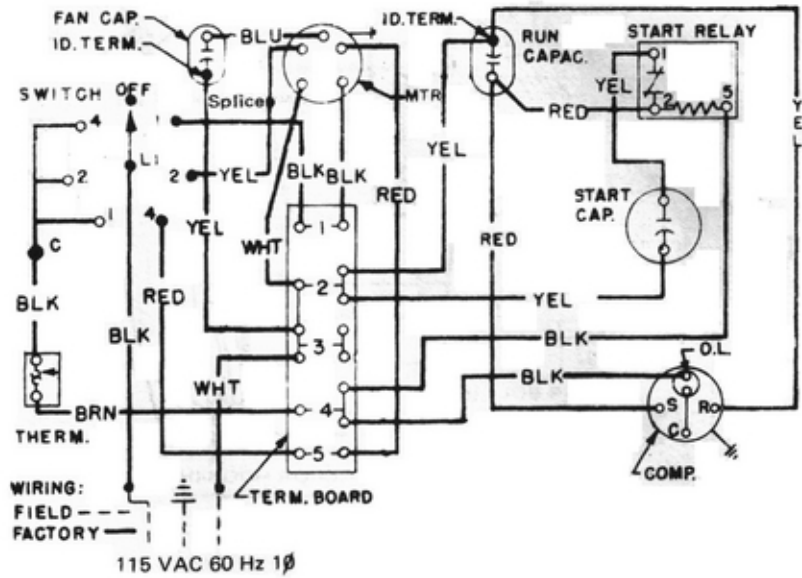 FAN CAP.
ID. TERM.
BLU
ID. TERM.
RUN
CAPAC.
START RELAY
1
2
5
YEL
RED
YEL
SWITCH
OFF
4
2
1
C
L1
1
2
4
Splice
MTR
YEL
BLK
BLK
RED
YEL
WHT
YEL
RED
START
CAP.
1
2
3
4
5
BLK
RED
BLK
WHT
YEL
BLK
BLK
O.L.
THERM.
BRN
S
R
C
COMP.
TERM. BOARD
WIRING:
FIELD
FACTORY
115 VAC 60 Hz 1Ø